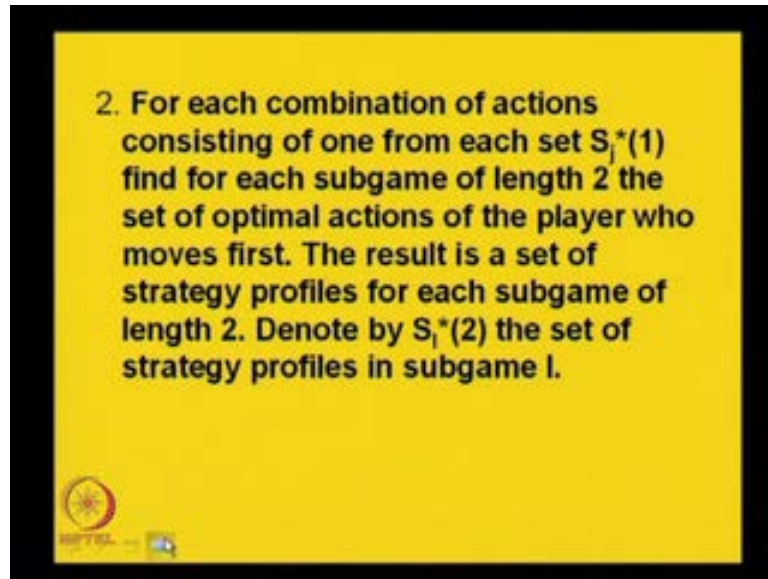 2. For each combination of actions
consisting of one from each set Sj*(1)
find for each subgame of length 2 the
set of optimal actions of the player who
moves first. The result is a set of
strategy profiles for each subgame of
length 2. Denote by Sl*(2) the set of
strategy profiles in subgame l.
NPTEL